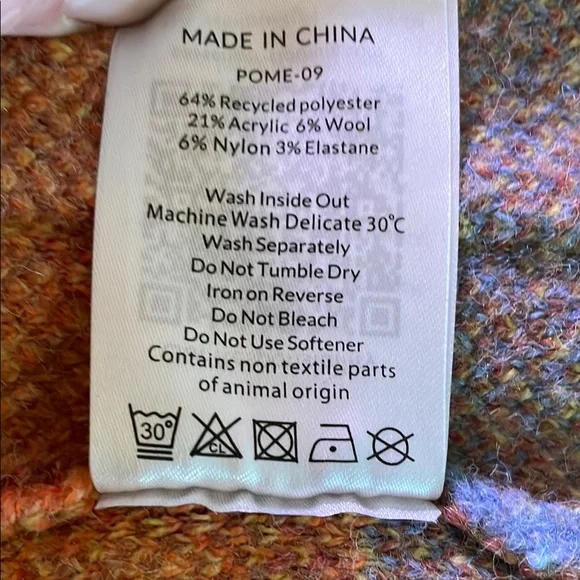 MADE IN CHINA
POME-09
64% Recycled polyester
21% Acrylic 6% Wool
6% Nylon 3% Elastane
Wash Inside Out
Machine Wash Delicate 30°C
Wash Separately
Do Not Tumble Dry
Iron on Reverse
Do Not Bleach
Do Not Use Softener
Contains non textile parts
of animal origin
30° CL